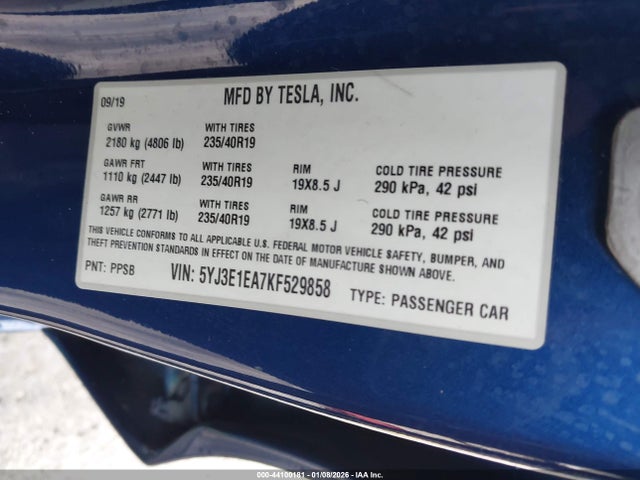 09/19 MFD BY TESLA, INC.
GVWR WITH TIRES
2180 kg (4806 lb) 235/40R19
GAWR FRT WITH TIRES RIM COLD TIRE PRESSURE
1110 kg (2447 lb) 235/40R19 19X8.5 J 290 kPa, 42 psi
GAWR RR WITH TIRES RIM COLD TIRE PRESSURE
1257 kg (2771 lb) 235/40R19 19X8.5 J 290 kPa, 42 psi
THIS VEHICLE CONFORMS TO ALL APPLICABLE U.S. FEDERAL MOTOR VEHICLE SAFETY, BUMPER, AND
THEFT PREVENTION STANDARDS IN EFFECT ON THE DATE OF MANUFACTURE SHOWN ABOVE.
PNT: PPSB VIN: 5YJ3E1EA7KF529858 TYPE: PASSENGER CAR
000-44100181 - 01/08/2026 - IAAI Inc.